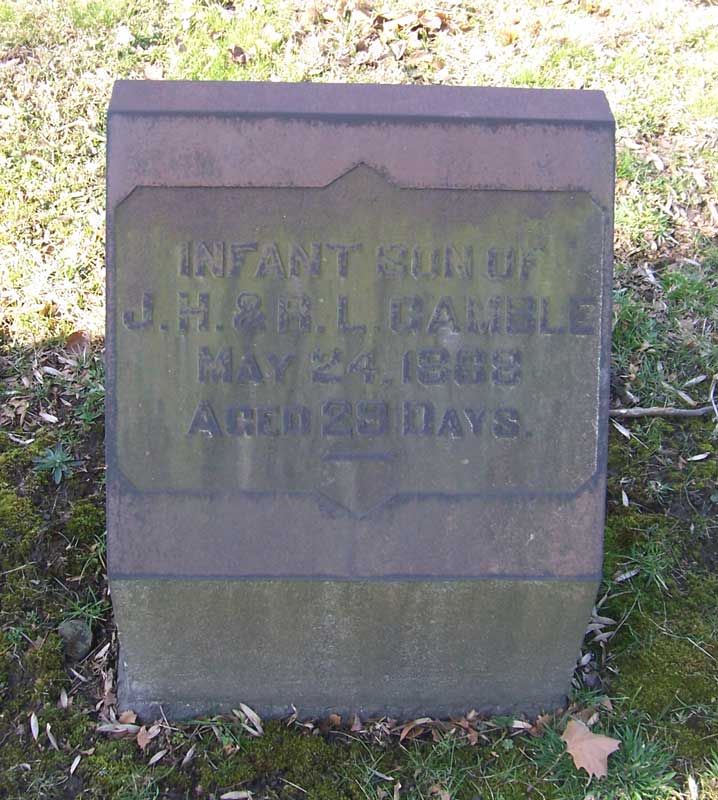 INFANT SON OF
J. H. & R. L. GAMBLE
MAY 24, 1888
AGED 29 DAYS.